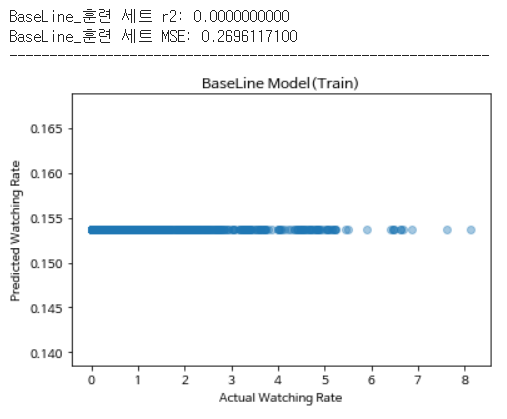 BaseLine_훈련 세트 r2: 0.0000000000
BaseLine_훈련 세트 MSE: 0.2696117100
BaseLine Model(Train)
Predicted Watching Rate
0.165
0.160
0.155
0.150
0.145
0.140
0 1 2 3 4 5 6 7 8
Actual Watching Rate